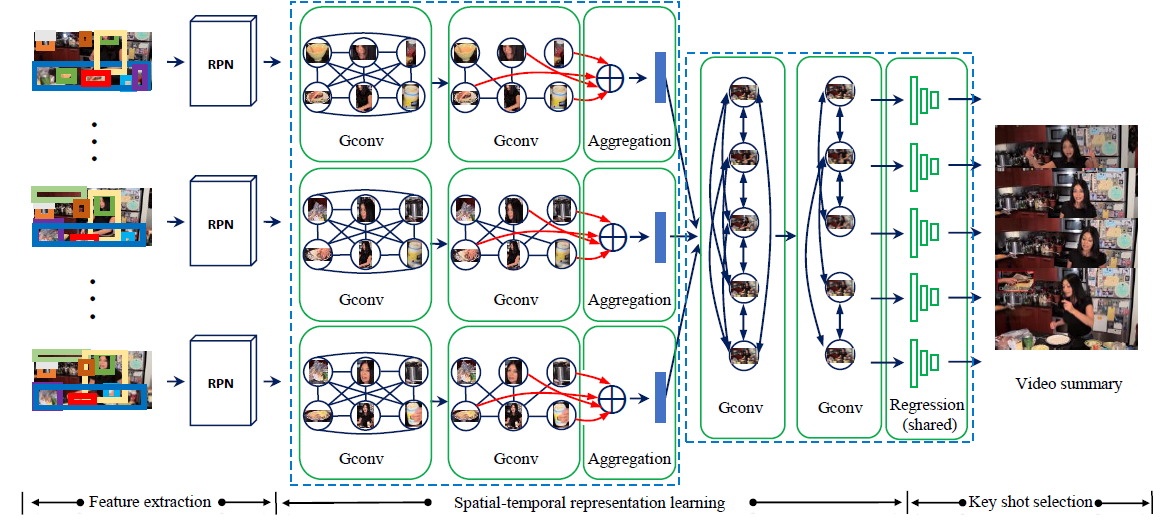 RPN
Gconv
Gconv
Aggregation
RPN
Gconv
Gconv
Aggregation
RPN
Gconv
Gconv
Aggregation
Gconv
Gconv
Regression
(shared)
Video summary
Feature extraction
Spatial-temporal representation learning
Key shot selection